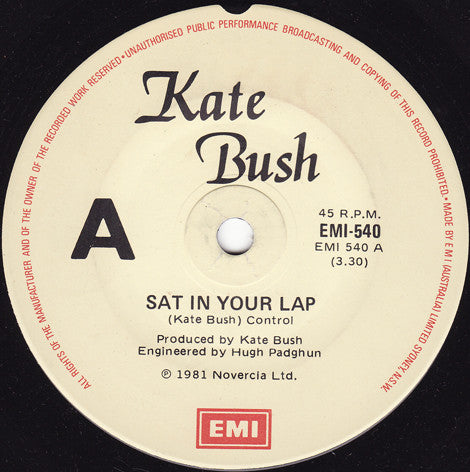 ALL RIGHTS OF THE MANUFACTURER AND OF THE OWNER OF THE RECORDED WORK RESERVED • UNAUTHORISED PUBLIC PERFORMANCE BROADCASTING AND COPYING OF THIS RECORD PROHIBITED. • MADE BY E M I (AUSTRALIA) LIMITED SYDNEY N.S.W.
Kate
Bush
A
45 R.P.M.
EMI-540
EMI 540 A
(3.30)
SAT IN YOUR LAP
(Kate Bush) Control
Produced by Kate Bush
Engineered by Hugh Padghun
℗ 1981 Novercia Ltd.
EMI